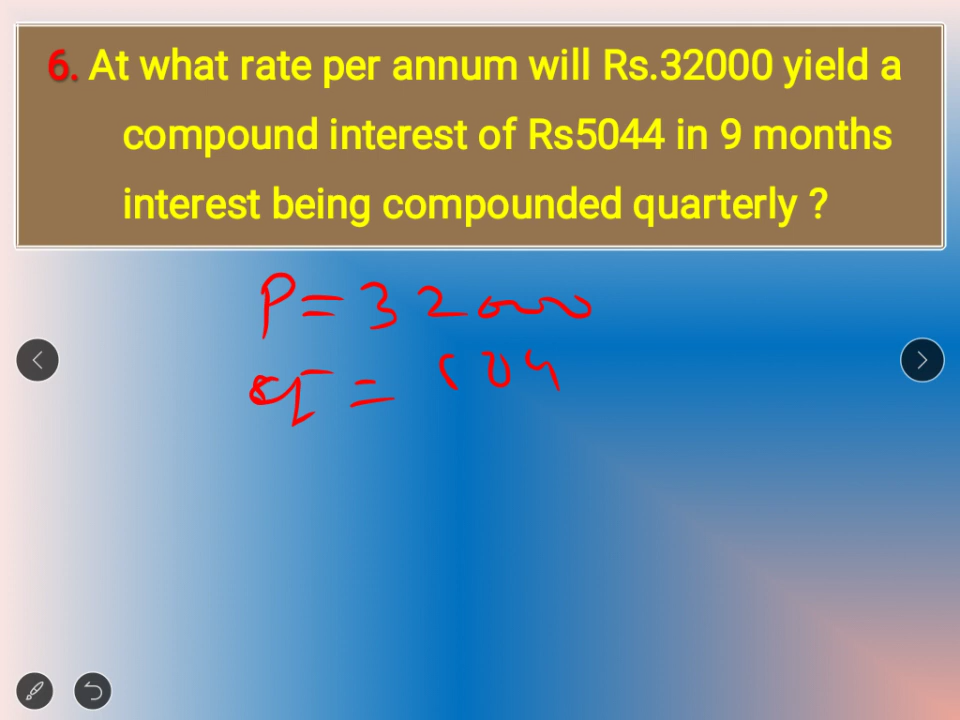 6. At what rate per annum will Rs.32000 yield a
compound interest of Rs5044 in 9 months
interest being compounded quarterly ?
P = 32000
= 504